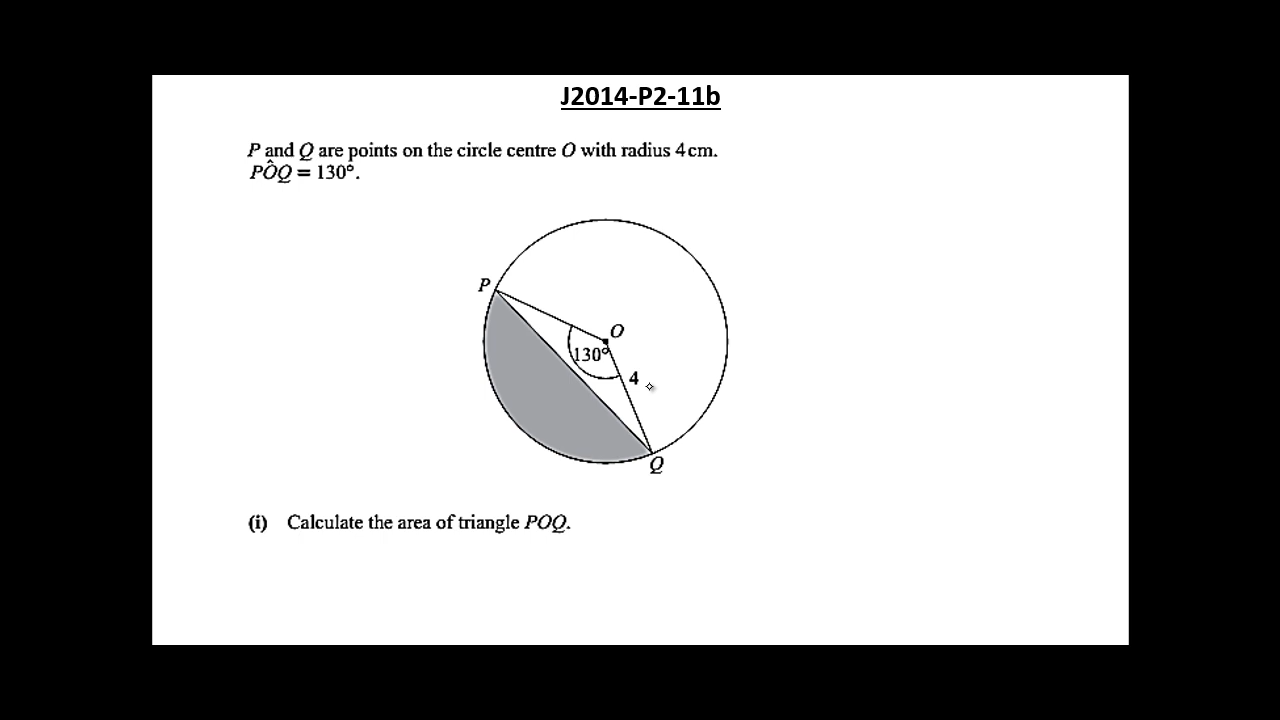 J2014-P2-11b
P and Q are points on the circle centre O with radius 4 cm.
PÔQ = 130°.
P
O
130°
4
Q
(i) Calculate the area of triangle POQ.